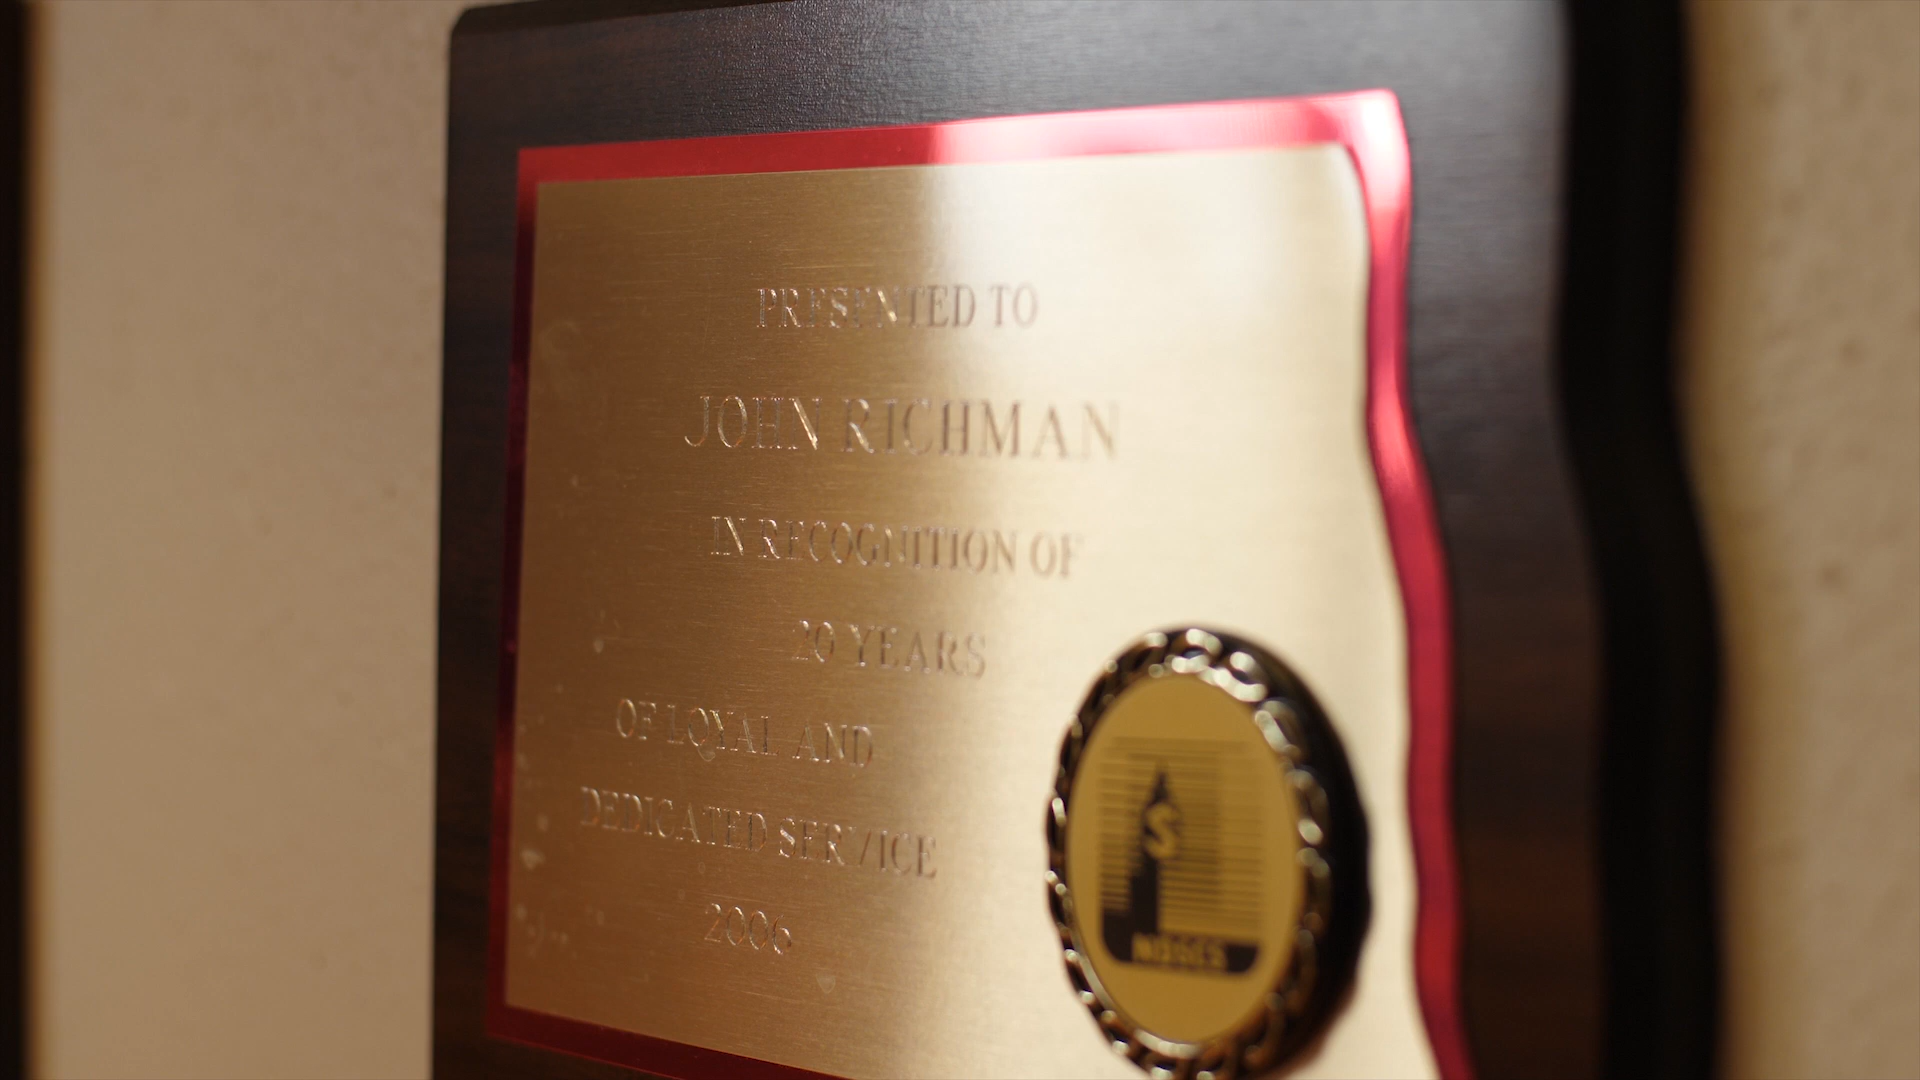 PRESENTED TO
JOHN RICHMAN
IN RECOGNITION OF
20 YEARS
OF LOYAL AND
DEDICATED SERVICE
2006
S